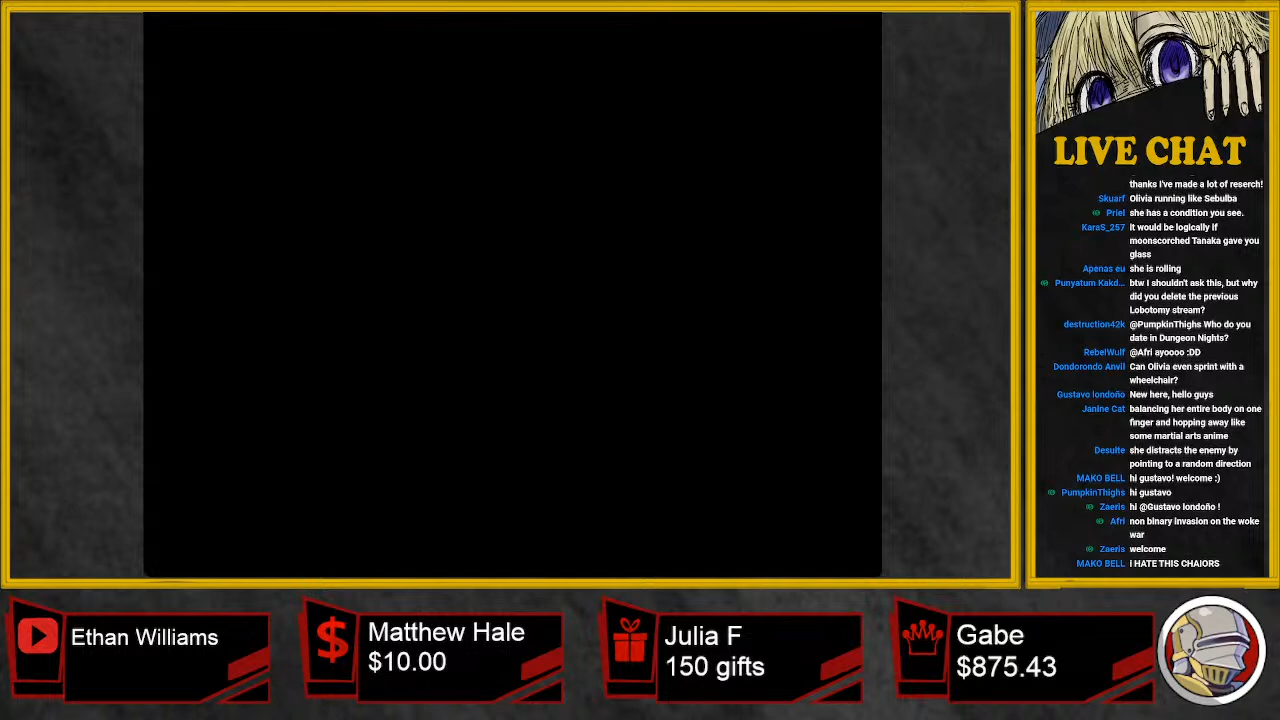 LIVE CHAT
thanks i've made a lot of reserch!
Skuarf Olivia running like Sebulba
Priel she has a condition you see.
KaraS_257 It would be logically if
moonscorched Tanaka gave you
glass
Apenas eu she is rolling
Punyatum Kakd... btw I shouldn't ask this, but why
did you delete the previous
Lobotomy stream?
destruction42k @PumpkinThighs Who do you
date in Dungeon Nights?
RebelWulf @Afri ayoooo :DD
Dondorondo Anvil Can Olivia even sprint with a
wheelchair?
Gustavo londoño New here, hello guys
Janine Cat balancing her entire body on one
finger and hopping away like
some martial arts anime
Desuite she distracts the enemy by
pointing to a random direction
MAKO BELL hi gustavo! welcome :)
PumpkinThighs hi gustavo
Zaeris hi @Gustavo londoño !
Afri non binary invasion on the woke
war
Zaeris welcome
MAKO BELL i HATE THIS CHAIORS
Ethan Williams
Matthew Hale
$10.00
Julia F
150 gifts
Gabe
$875.43